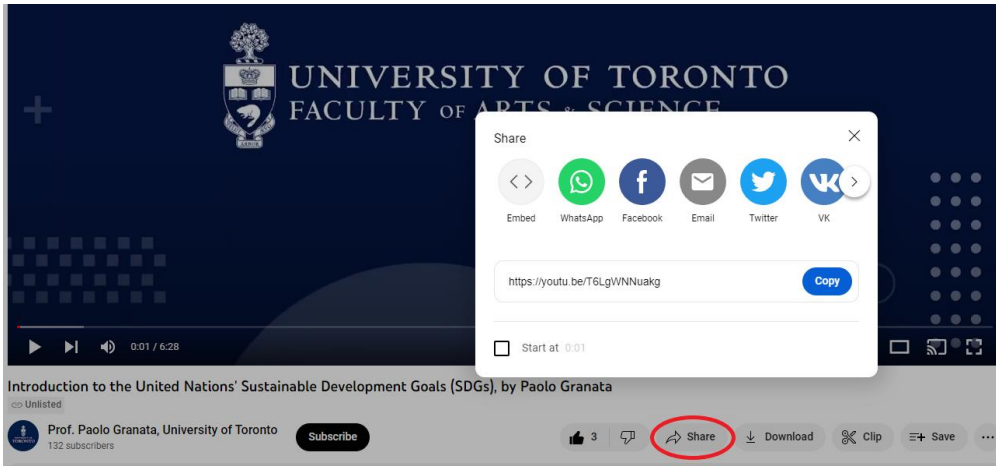 UNIVERSITY OF TORONTO
FACULTY OF ARTS & SCIENCE
ARBOR
Share
Embed
WhatsApp
Facebook
Email
Twitter
VK
https://youtu.be/T6LgWNNuakg
Copy
Start at 0:01
0:01 / 6:28
Introduction to the United Nations' Sustainable Development Goals (SDGs), by Paolo Granata
Unlisted
Prof. Paolo Granata, University of Toronto
132 subscribers
Subscribe
3
Share
Download
Clip
Save